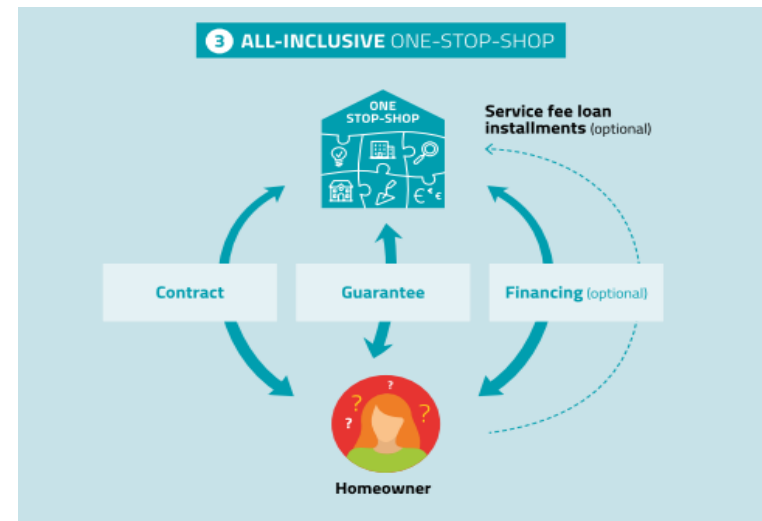 3 ALL-INCLUSIVE ONE-STOP-SHOP
ONE
STOP-SHOP
€ € €
Service fee loan
installments (optional)
Contract
Guarantee
Financing (optional)
? ? ? ?
Homeowner